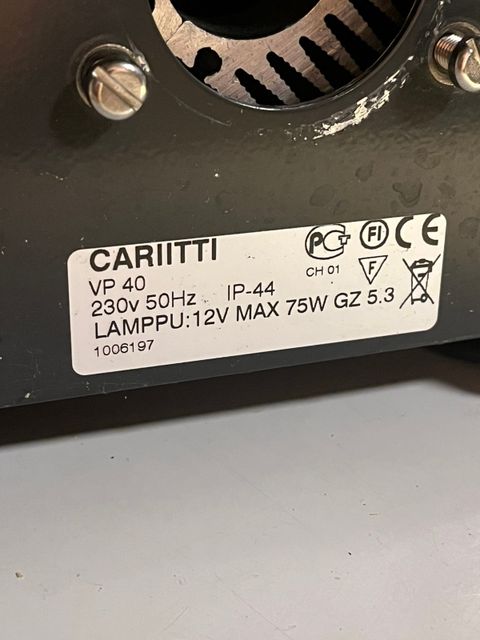 CARIITTI
VP 40
230v 50Hz IP-44
LAMPPU:12V MAX 75W GZ 5.3
1006197
PCT FI CE
CH 01 F